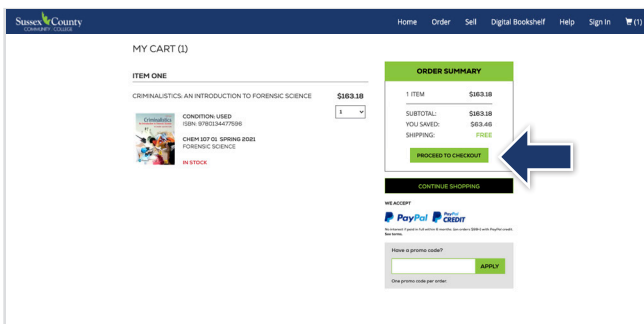 Sussex County
COMMUNITY COLLEGE
Home Order Sell Digital Bookshelf Help Sign In (1)
MY CART (1)
ITEM ONE
CRIMINALISTICS: AN INTRODUCTION TO FORENSIC SCIENCE $163.18
1
Criminalistics
CONDITION: USED
ISBN: 9780134477596
CHEM 107 01 SPRING 2021
FORENSIC SCIENCE
IN STOCK
ORDER SUMMARY
1 ITEM $163.18
SUBTOTAL: $163.18
YOU SAVED: $63.46
SHIPPING: FREE
PROCEED TO CHECKOUT
CONTINUE SHOPPING
WE ACCEPT
PayPal PayPal CREDIT
See terms.
Have a promo code?
APPLY
One promo code per order.